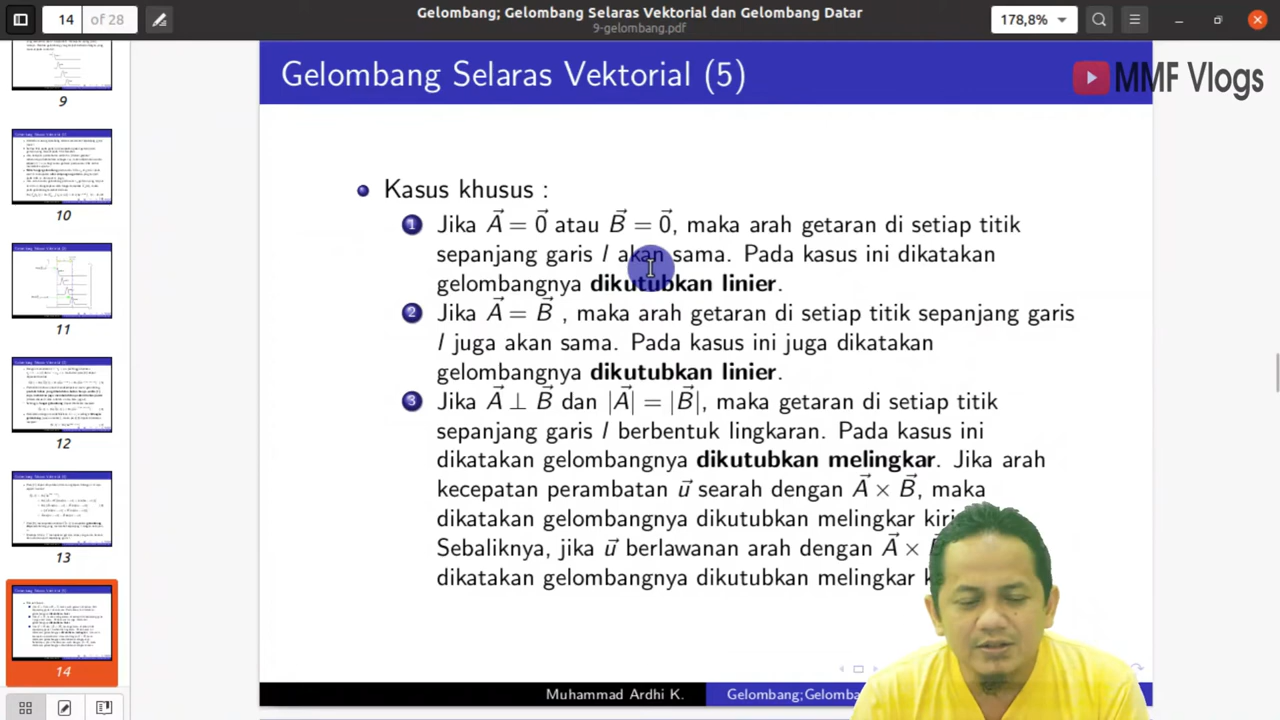 14 of 28
Gelombang; Gelombang Selaras Vektorial dan Gelombang Datar
9-gelombang.pdf
178,8%
MMF Vlogs
Gelombang Selaras Vektorial (5)
Kasus khusus :
1 Jika A⃗ = 0⃗ atau B⃗ = 0⃗, maka arah getaran di setiap titik
sepanjang garis l akan sama. Pada kasus ini dikatakan
gelombangnya dikutubkan linier.
2 Jika A⃗ = B⃗ , maka arah getaran di setiap titik sepanjang garis
l juga akan sama. Pada kasus ini juga dikatakan
gelombangnya dikutubkan linier.
3 Jika A⃗ ⊥ B⃗ dan |A⃗| = |B⃗|, maka getaran di setiap titik
sepanjang garis l berbentuk lingkaran. Pada kasus ini
dikatakan gelombangnya dikutubkan melingkar. Jika arah
kecepatan perambatan u⃗ searah dengan A⃗ × B⃗, maka
dikatakan gelombangnya dikutubkan melingkar
Sebaliknya, jika u⃗ berlawanan arah dengan A⃗ ×
dikatakan gelombangnya dikutubkan melingkar
Muhammad Ardhi K.
Gelombang;
9
10
11
12
13
14